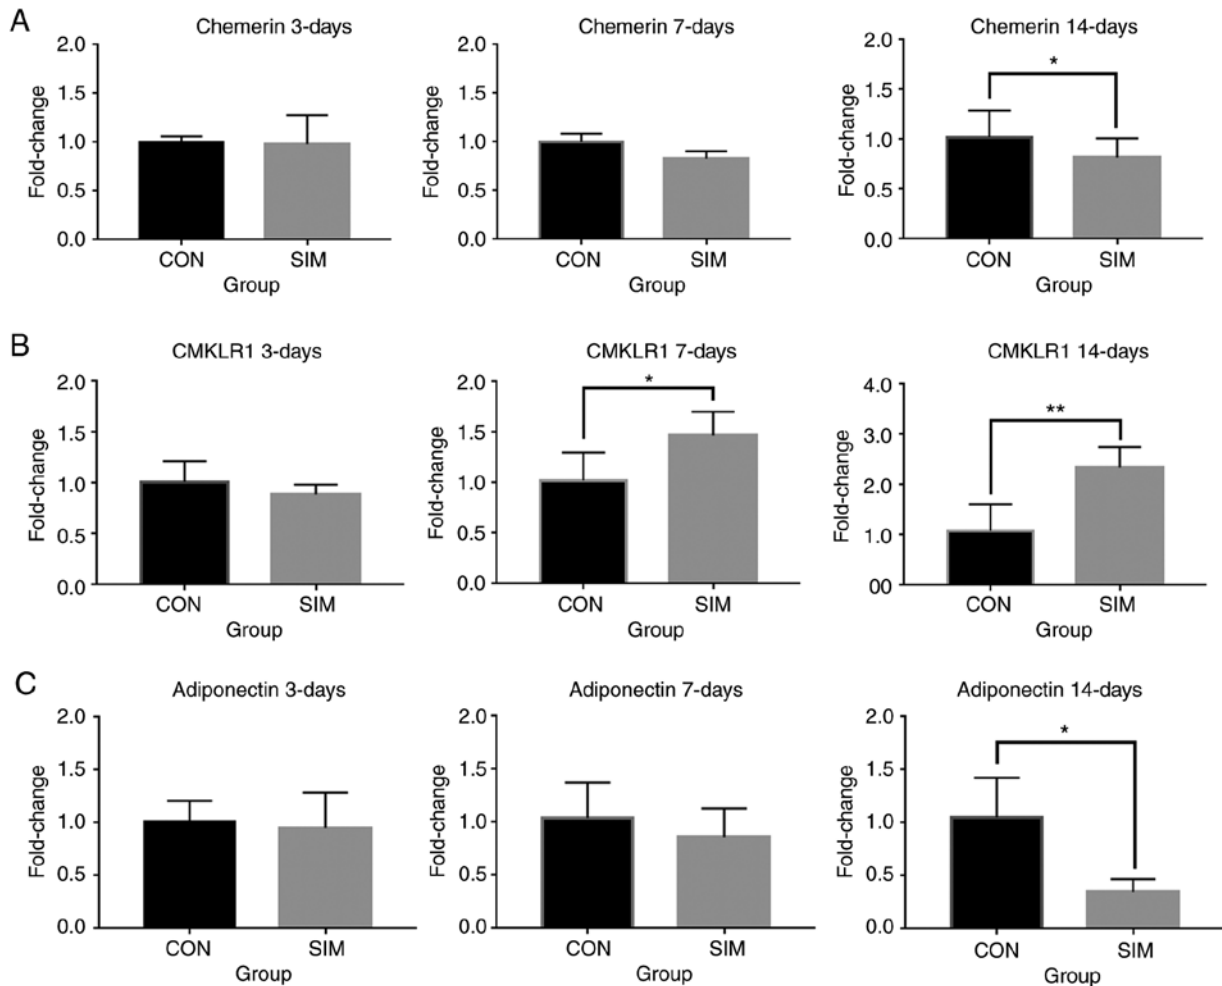 A
Chemerin 3-days
Chemerin 7-days
Chemerin 14-days
Fold-change
2.0
1.5
1.0
0.5
0.0
CON
SIM
Group
Fold-change
2.0
1.5
1.0
0.5
0.0
CON
SIM
Group
Fold-change
2.0
1.5
1.0
0.5
0.0
*
CON
SIM
Group
B
CMKLR1 3-days
CMKLR1 7-days
CMKLR1 14-days
Fold-change
2.0
1.5
1.0
0.5
0.0
CON
SIM
Group
Fold-change
2.0
1.5
1.0
0.5
0.0
*
CON
SIM
Group
Fold-change
4.0
3.0
2.0
1.0
00
**
CON
SIM
Group
C
Adiponectin 3-days
Adiponectin 7-days
Adiponectin 14-days
Fold-change
2.0
1.5
1.0
0.5
0.0
CON
SIM
Group
Fold-change
2.0
1.5
1.0
0.5
0.0
CON
SIM
Group
Fold-change
2.0
1.5
1.0
0.5
0.0
*
CON
SIM
Group